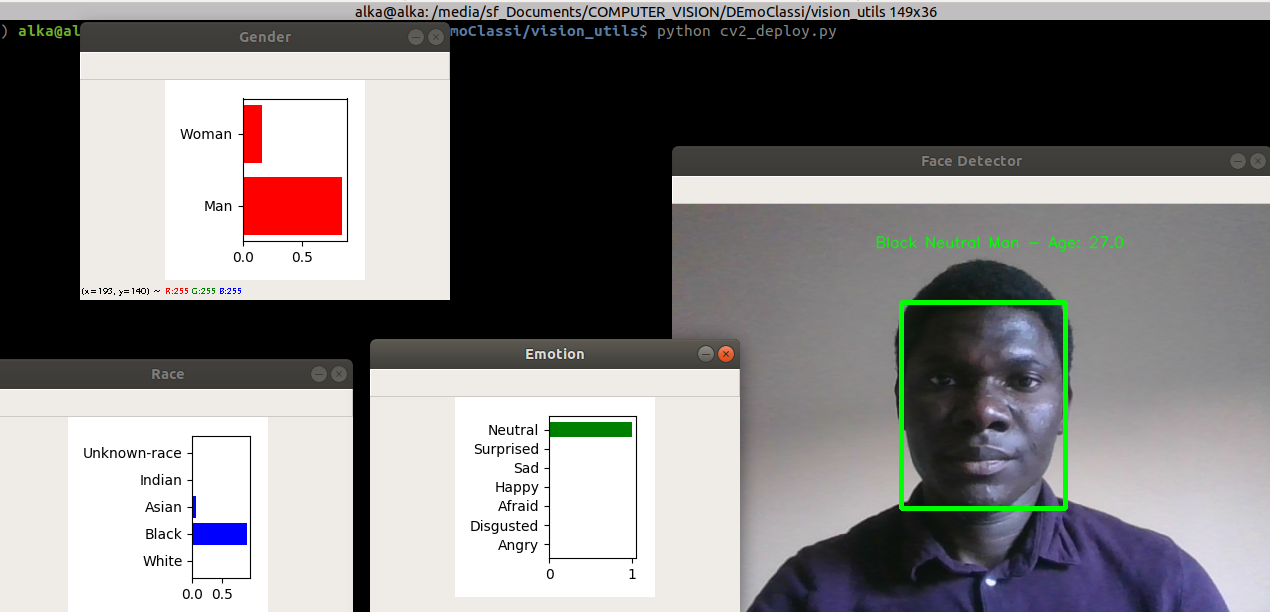 alka@alka: /media/sf_Documents/COMPUTER_VISION/DEmoClassi/vision_utils 149x36
) alka@al
moClassi/vision_utils$ python cv2_deploy.py
Gender
Woman
Man
0.0 0.5
(x=193, y=140) ~ R:255 G:255 B:255
Face Detector
Black Neutral Man - Age: 27.0
Race
Unknown-race
Indian
Asian
Black
White
0.0 0.5
Emotion
Neutral
Surprised
Sad
Happy
Afraid
Disgusted
Angry
0 1